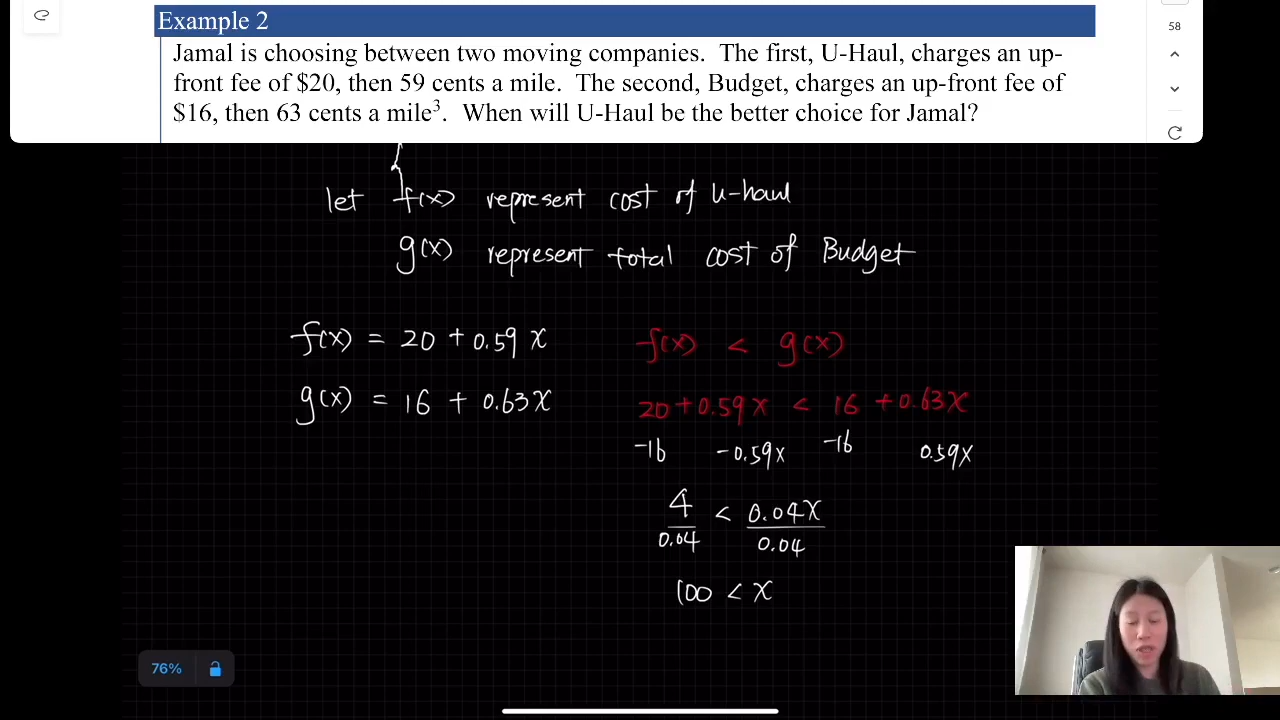 Example 2
58
Jamal is choosing between two moving companies. The first, U-Haul, charges an up-
front fee of $20, then 59 cents a mile. The second, Budget, charges an up-front fee of
$16, then 63 cents a mile³. When will U-Haul be the better choice for Jamal?
let f(x) represent cost of U-haul
g(x) represent total cost of Budget
f(x) = 20 + 0.59 x
g(x) = 16 + 0.63x
f(x) < g(x)
20 + 0.59x < 16 + 0.63x
-16 -0.59x -16 0.59x
4/0.04 < 0.04x/0.04
100 < x
76%